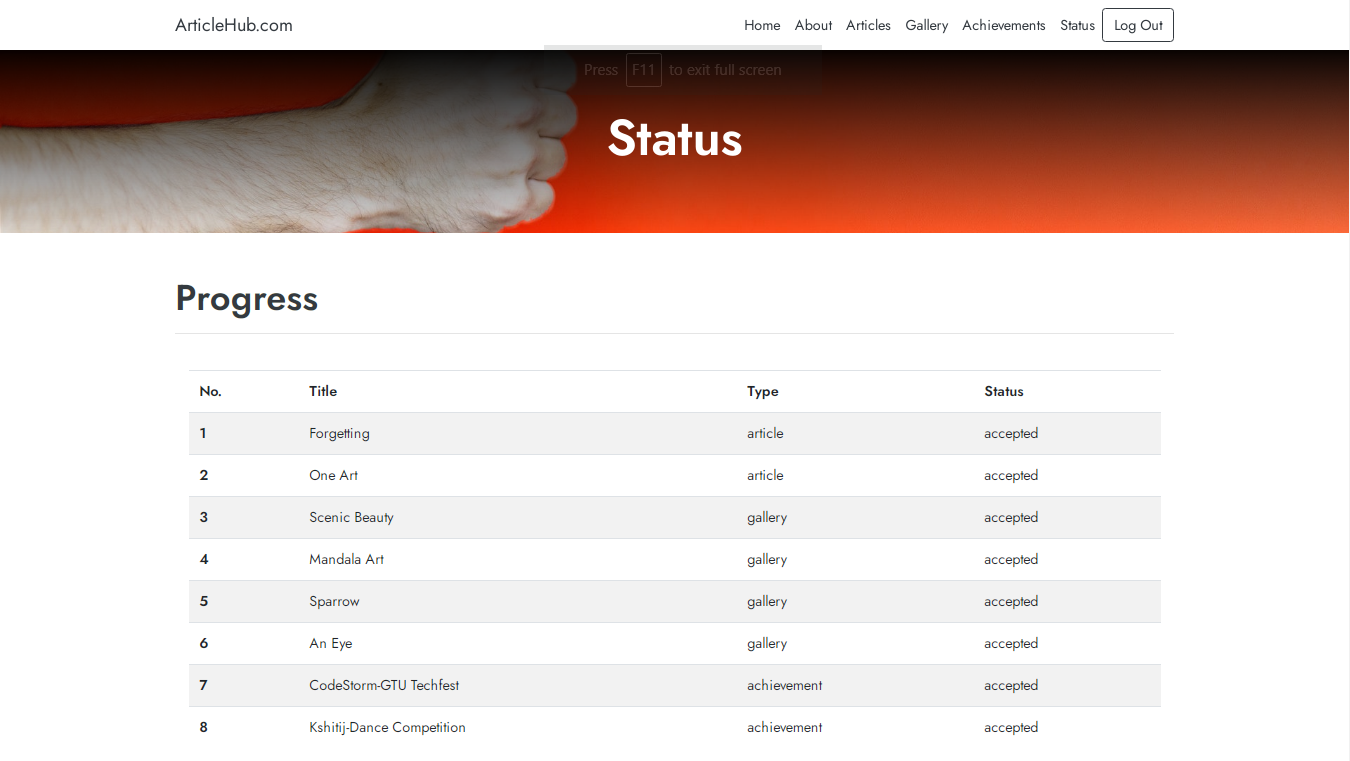 ArticleHub.com Home About Articles Gallery Achievements Status Log Out
Press F11 to exit full screen
Status
Progress
No. Title Type Status
1 Forgetting article accepted
2 One Art article accepted
3 Scenic Beauty gallery accepted
4 Mandala Art gallery accepted
5 Sparrow gallery accepted
6 An Eye gallery accepted
7 CodeStorm-GTU Techfest achievement accepted
8 Kshitij-Dance Competition achievement accepted